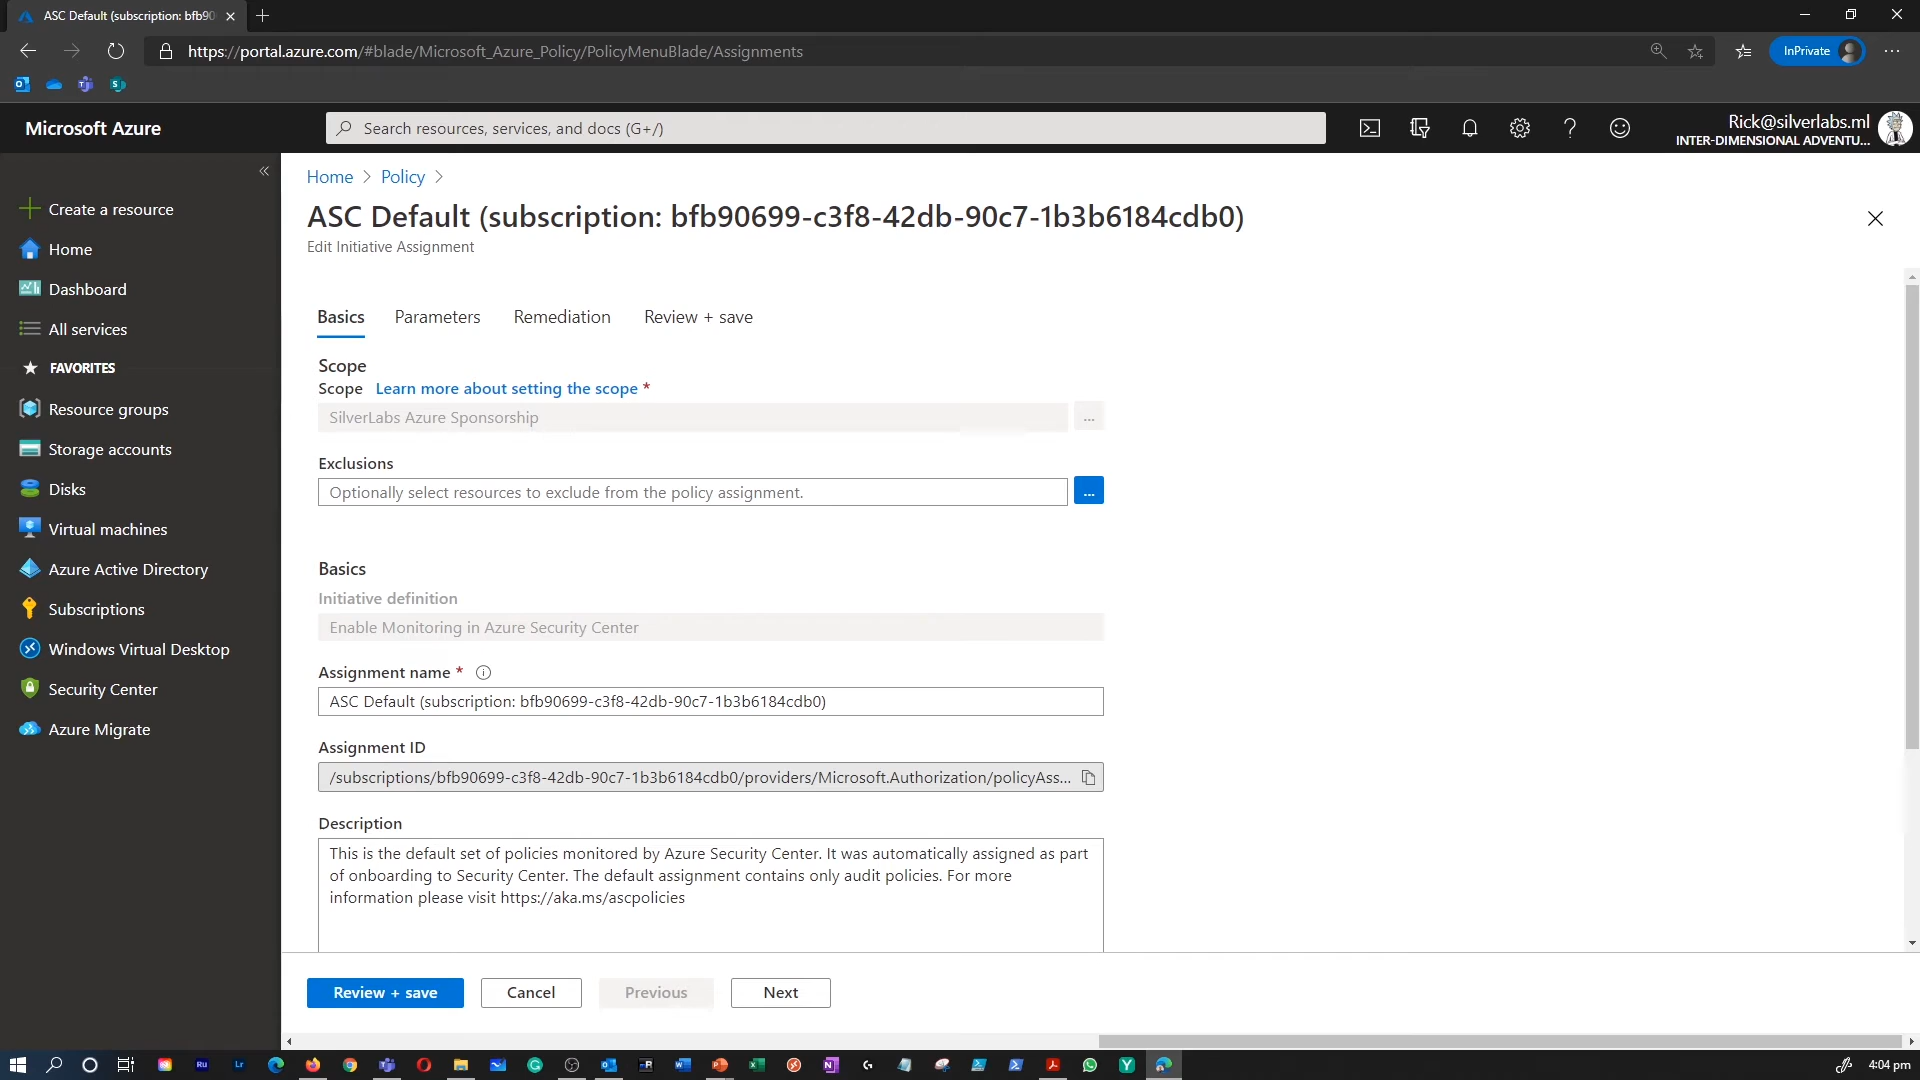 ASC Default (subscription: bfb90
https://portal.azure.com/#blade/Microsoft_Azure_Policy/PolicyMenuBlade/Assignments
InPrivate
Microsoft Azure
Search resources, services, and docs (G+/)
Rick@silverlabs.ml
INTER-DIMENSIONAL ADVENTU...
Create a resource
Home
Dashboard
All services
FAVORITES
Resource groups
Storage accounts
Disks
Virtual machines
Azure Active Directory
Subscriptions
Windows Virtual Desktop
Security Center
Azure Migrate
Home > Policy >
ASC Default (subscription: bfb90699-c3f8-42db-90c7-1b3b6184cdb0)
Edit Initiative Assignment
Basics Parameters Remediation Review + save
Scope
Scope Learn more about setting the scope *
SilverLabs Azure Sponsorship
...
Exclusions
Optionally select resources to exclude from the policy assignment.
...
Basics
Initiative definition
Enable Monitoring in Azure Security Center
Assignment name *
ASC Default (subscription: bfb90699-c3f8-42db-90c7-1b3b6184cdb0)
Assignment ID
/subscriptions/bfb90699-c3f8-42db-90c7-1b3b6184cdb0/providers/Microsoft.Authorization/policyAss...
Description
This is the default set of policies monitored by Azure Security Center. It was automatically assigned as part
of onboarding to Security Center. The default assignment contains only audit policies. For more
information please visit https://aka.ms/ascpolicies
Review + save Cancel Previous Next
4:04 pm